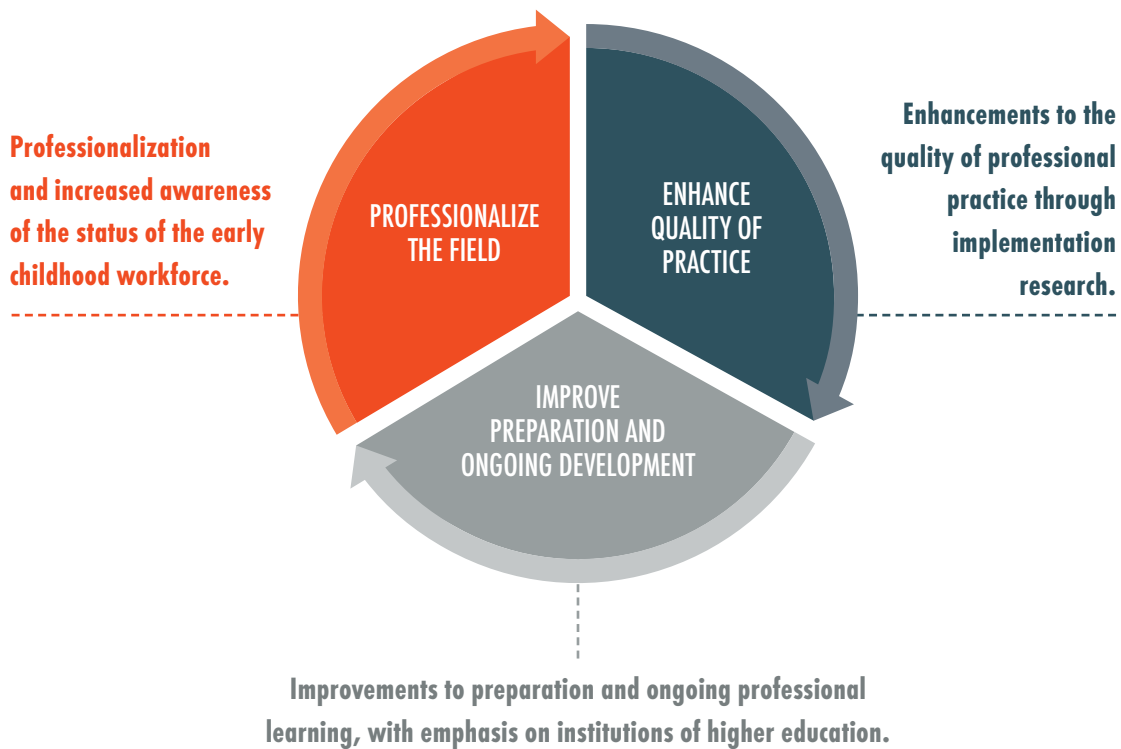 Professionalization
and increased awareness
of the status of the early
childhood workforce.
PROFESSIONALIZE
THE FIELD
ENHANCE
QUALITY OF
PRACTICE
Enhancements to the
quality of professional
practice through
implementation
research.
IMPROVE
PREPARATION AND
ONGOING DEVELOPMENT
Improvements to preparation and ongoing professional
learning, with emphasis on institutions of higher education.